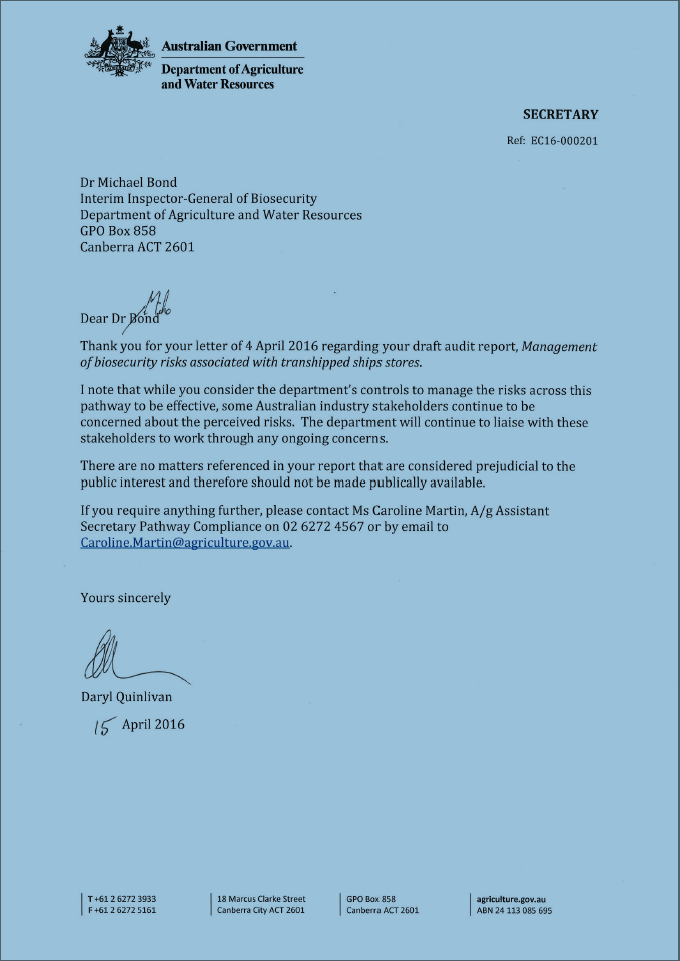 Australian Government
Department of Agriculture
and Water Resources
SECRETARY
Ref: EC16-000201
Dr Michael Bond
Interim Inspector-General of Biosecurity
Department of Agriculture and Water Resources
GPO Box 858
Canberra ACT 2601
Dear Dr Bond
Thank you for your letter of 4 April 2016 regarding your draft audit report, Management
of biosecurity risks associated with transhipped ships stores.
I note that while you consider the department's controls to manage the risks across this
pathway to be effective, some Australian industry stakeholders continue to be
concerned about the perceived risks. The department will continue to liaise with these
stakeholders to work through any ongoing concerns.
There are no matters referenced in your report that are considered prejudicial to the
public interest and therefore should not be made publically available.
If you require anything further, please contact Ms Caroline Martin, A/g Assistant
Secretary Pathway Compliance on 02 6272 4567 or by email to
Caroline.Martin@agriculture.gov.au.
Yours sincerely
Daryl Quinlivan
15 April 2016
T +61 2 6272 3933
F +61 2 6272 5161
18 Marcus Clarke Street
Canberra City ACT 2601
GPO Box 858
Canberra ACT 2601
agriculture.gov.au
ABN 24 113 085 695